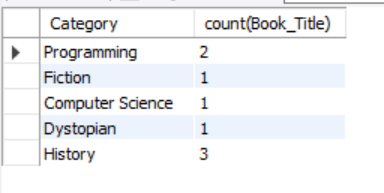 Category count(Book_Title)
Programming 2
Fiction 1
Computer Science 1
Dystopian 1
History 3